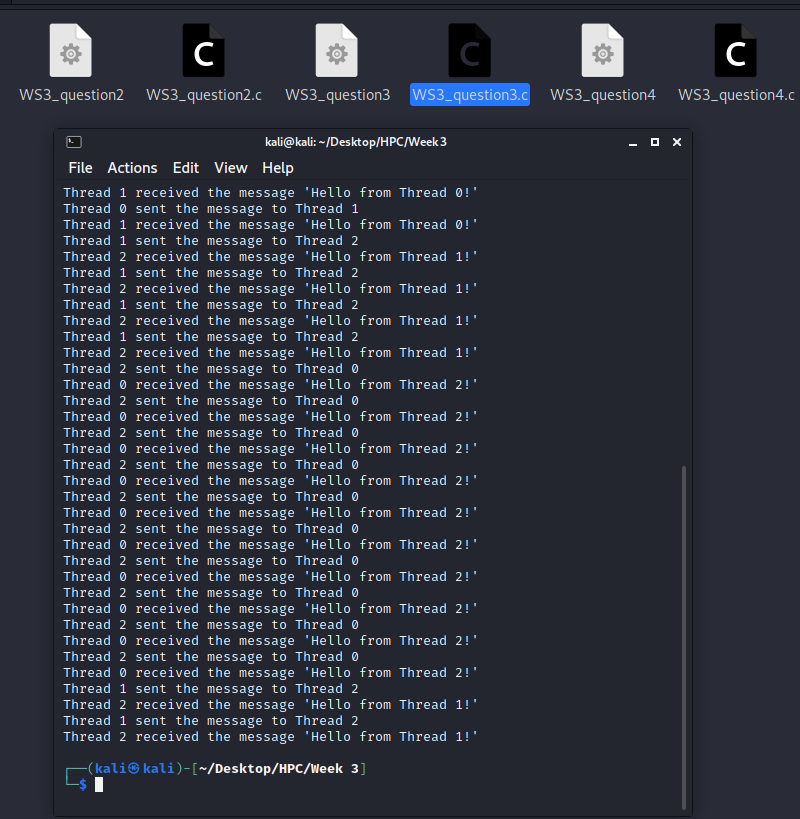 C C C
WS3_question2 WS3_question2.c WS3_question3 WS3_question3.c WS3_question4 WS3_question4.c
kali@kali: ~/Desktop/HPC/Week 3
File Actions Edit View Help
Thread 1 received the message 'Hello from Thread 0!'
Thread 0 sent the message to Thread 1
Thread 1 received the message 'Hello from Thread 0!'
Thread 1 sent the message to Thread 2
Thread 2 received the message 'Hello from Thread 1!'
Thread 1 sent the message to Thread 2
Thread 2 received the message 'Hello from Thread 1!'
Thread 1 sent the message to Thread 2
Thread 2 received the message 'Hello from Thread 1!'
Thread 1 sent the message to Thread 2
Thread 2 received the message 'Hello from Thread 1!'
Thread 2 sent the message to Thread 0
Thread 0 received the message 'Hello from Thread 2!'
Thread 2 sent the message to Thread 0
Thread 0 received the message 'Hello from Thread 2!'
Thread 2 sent the message to Thread 0
Thread 0 received the message 'Hello from Thread 2!'
Thread 2 sent the message to Thread 0
Thread 0 received the message 'Hello from Thread 2!'
Thread 2 sent the message to Thread 0
Thread 0 received the message 'Hello from Thread 2!'
Thread 2 sent the message to Thread 0
Thread 0 received the message 'Hello from Thread 2!'
Thread 2 sent the message to Thread 0
Thread 0 received the message 'Hello from Thread 2!'
Thread 2 sent the message to Thread 0
Thread 0 received the message 'Hello from Thread 2!'
Thread 2 sent the message to Thread 0
Thread 0 received the message 'Hello from Thread 2!'
Thread 2 sent the message to Thread 0
Thread 0 received the message 'Hello from Thread 2!'
Thread 1 sent the message to Thread 2
Thread 2 received the message 'Hello from Thread 1!'
Thread 1 sent the message to Thread 2
Thread 2 received the message 'Hello from Thread 1!'
┌──(kali㉿kali)-[~/Desktop/HPC/Week 3]
└─$